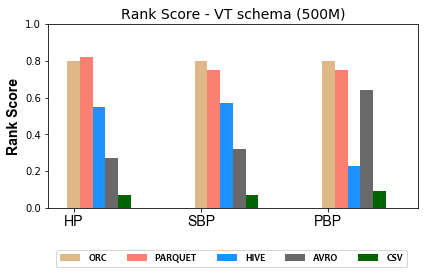 Rank Score - VT schema (500M)
1.0
0.8
0.6
0.4
0.2
0.0
Rank Score
HP SBP PBP
ORC PARQUET HIVE AVRO CSV